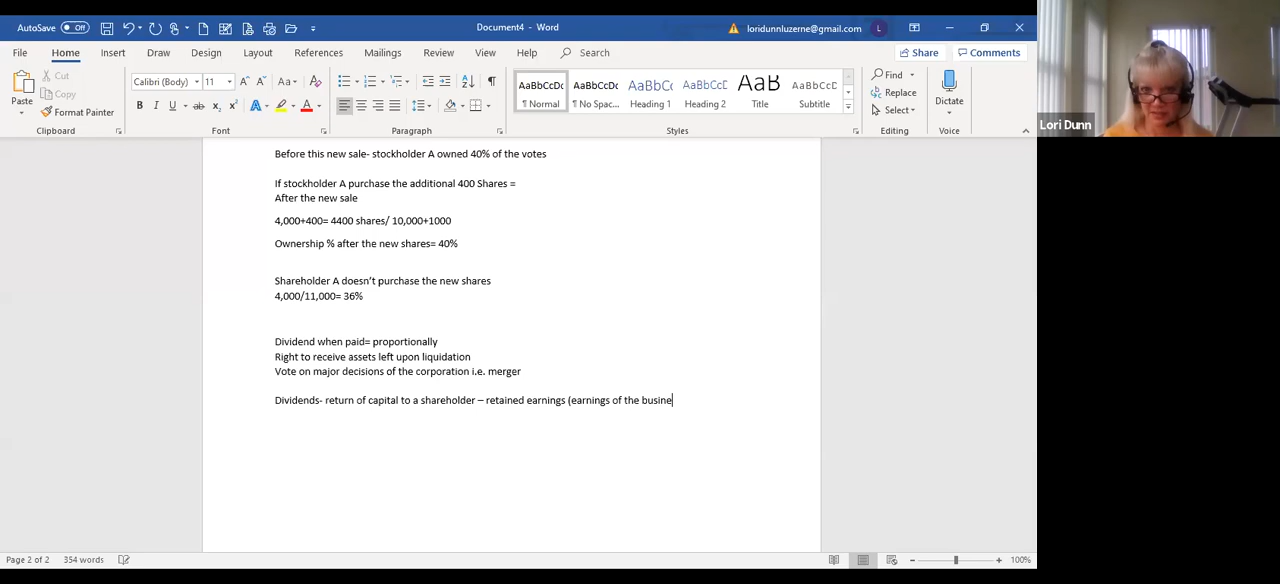 AutoSave Off Document4 - Word loridunnluzerne@gmail.com L
File Home Insert Draw Design Layout References Mailings Review View Help Search Share Comments
Paste Cut Copy Format Painter
Clipboard
Calibri (Body) 11
Font
Paragraph
AaBbCcDc AaBbCcDc AaBbC AaBbCcD AaB AaBbCcD
¶ Normal ¶ No Spac... Heading 1 Heading 2 Title Subtitle
Styles
Find
Replace
Select
Editing
Dictate
Voice
Lori Dunn
Before this new sale- stockholder A owned 40% of the votes
If stockholder A purchase the additional 400 Shares =
After the new sale
4,000+400= 4400 shares/ 10,000+1000
Ownership % after the new shares= 40%
Shareholder A doesn't purchase the new shares
4,000/11,000= 36%
Dividend when paid= proportionally
Right to receive assets left upon liquidation
Vote on major decisions of the corporation i.e. merger
Dividends- return of capital to a shareholder – retained earnings (earnings of the busine
Page 2 of 2 354 words 100%